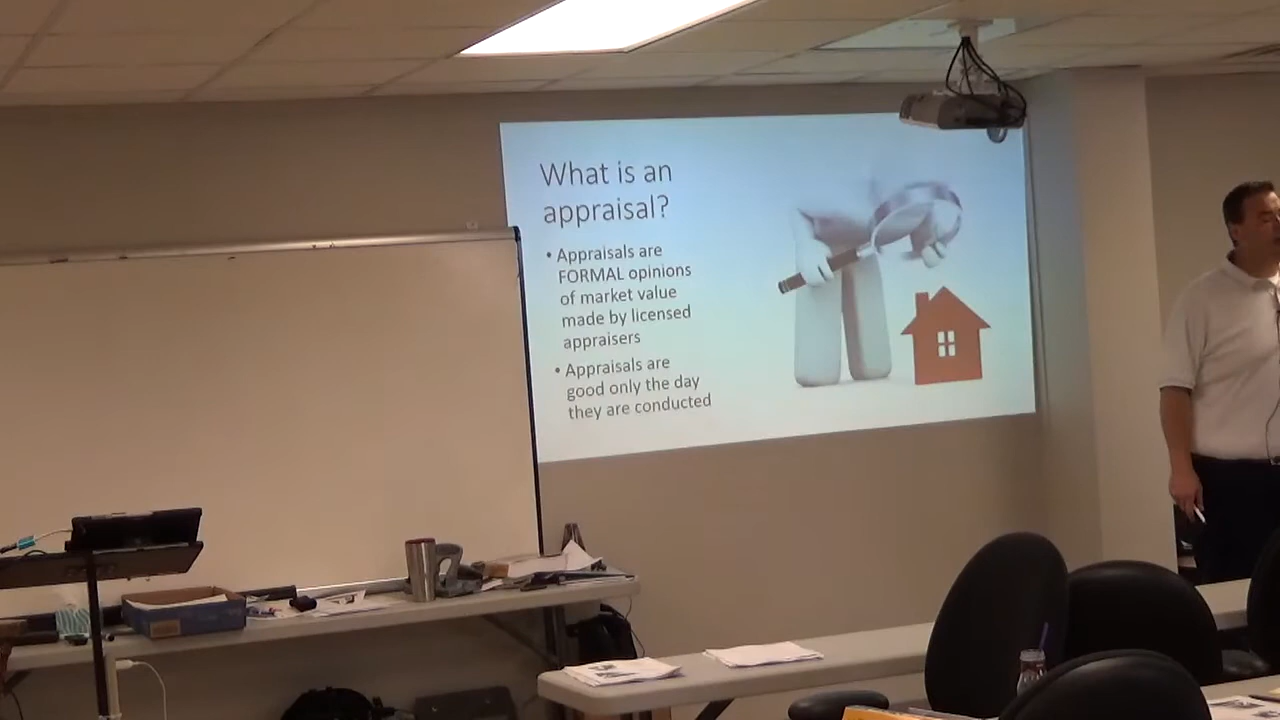 What is an
appraisal?
• Appraisals are
FORMAL opinions
of market value
made by licensed
appraisers
• Appraisals are
good only the day
they are conducted